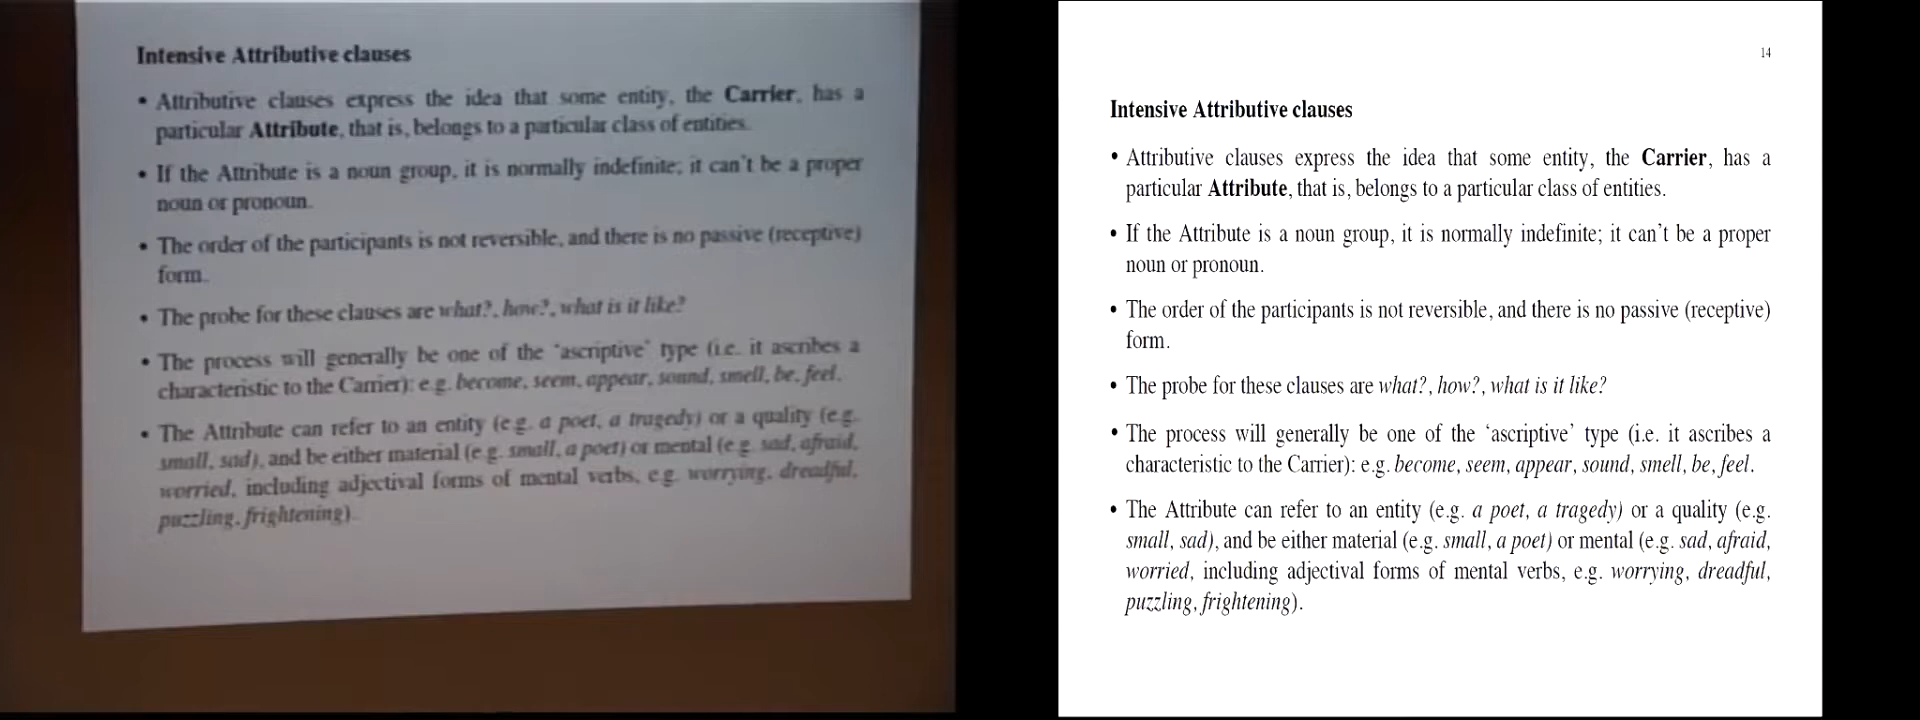 Intensive Attributive clauses
• Attributive clauses express the idea that some entity, the Carrier, has a
particular Attribute, that is, belongs to a particular class of entities.
• If the Attribute is a noun group, it is normally indefinite; it can't be a proper
noun or pronoun.
• The order of the participants is not reversible, and there is no passive (receptive)
form.
• The probe for these clauses are what?, how?, what is it like?
• The process will generally be one of the 'ascriptive' type (i.e. it ascribes a
characteristic to the Carrier): e.g. become, seem, appear, sound, smell, be, feel.
• The Attribute can refer to an entity (e.g. a poet, a tragedy) or a quality (e.g.
small, sad), and be either material (e.g. small, a poet) or mental (e.g. sad, afraid,
worried, including adjectival forms of mental verbs, e.g. worrying, dreadful,
puzzling, frightening).
14
Intensive Attributive clauses
• Attributive clauses express the idea that some entity, the Carrier, has a
particular Attribute, that is, belongs to a particular class of entities.
• If the Attribute is a noun group, it is normally indefinite; it can’t be a proper
noun or pronoun.
• The order of the participants is not reversible, and there is no passive (receptive)
form.
• The probe for these clauses are what?, how?, what is it like?
• The process will generally be one of the ‘ascriptive’ type (i.e. it ascribes a
characteristic to the Carrier): e.g. become, seem, appear, sound, smell, be, feel.
• The Attribute can refer to an entity (e.g. a poet, a tragedy) or a quality (e.g.
small, sad), and be either material (e.g. small, a poet) or mental (e.g. sad, afraid,
worried, including adjectival forms of mental verbs, e.g. worrying, dreadful,
puzzling, frightening).